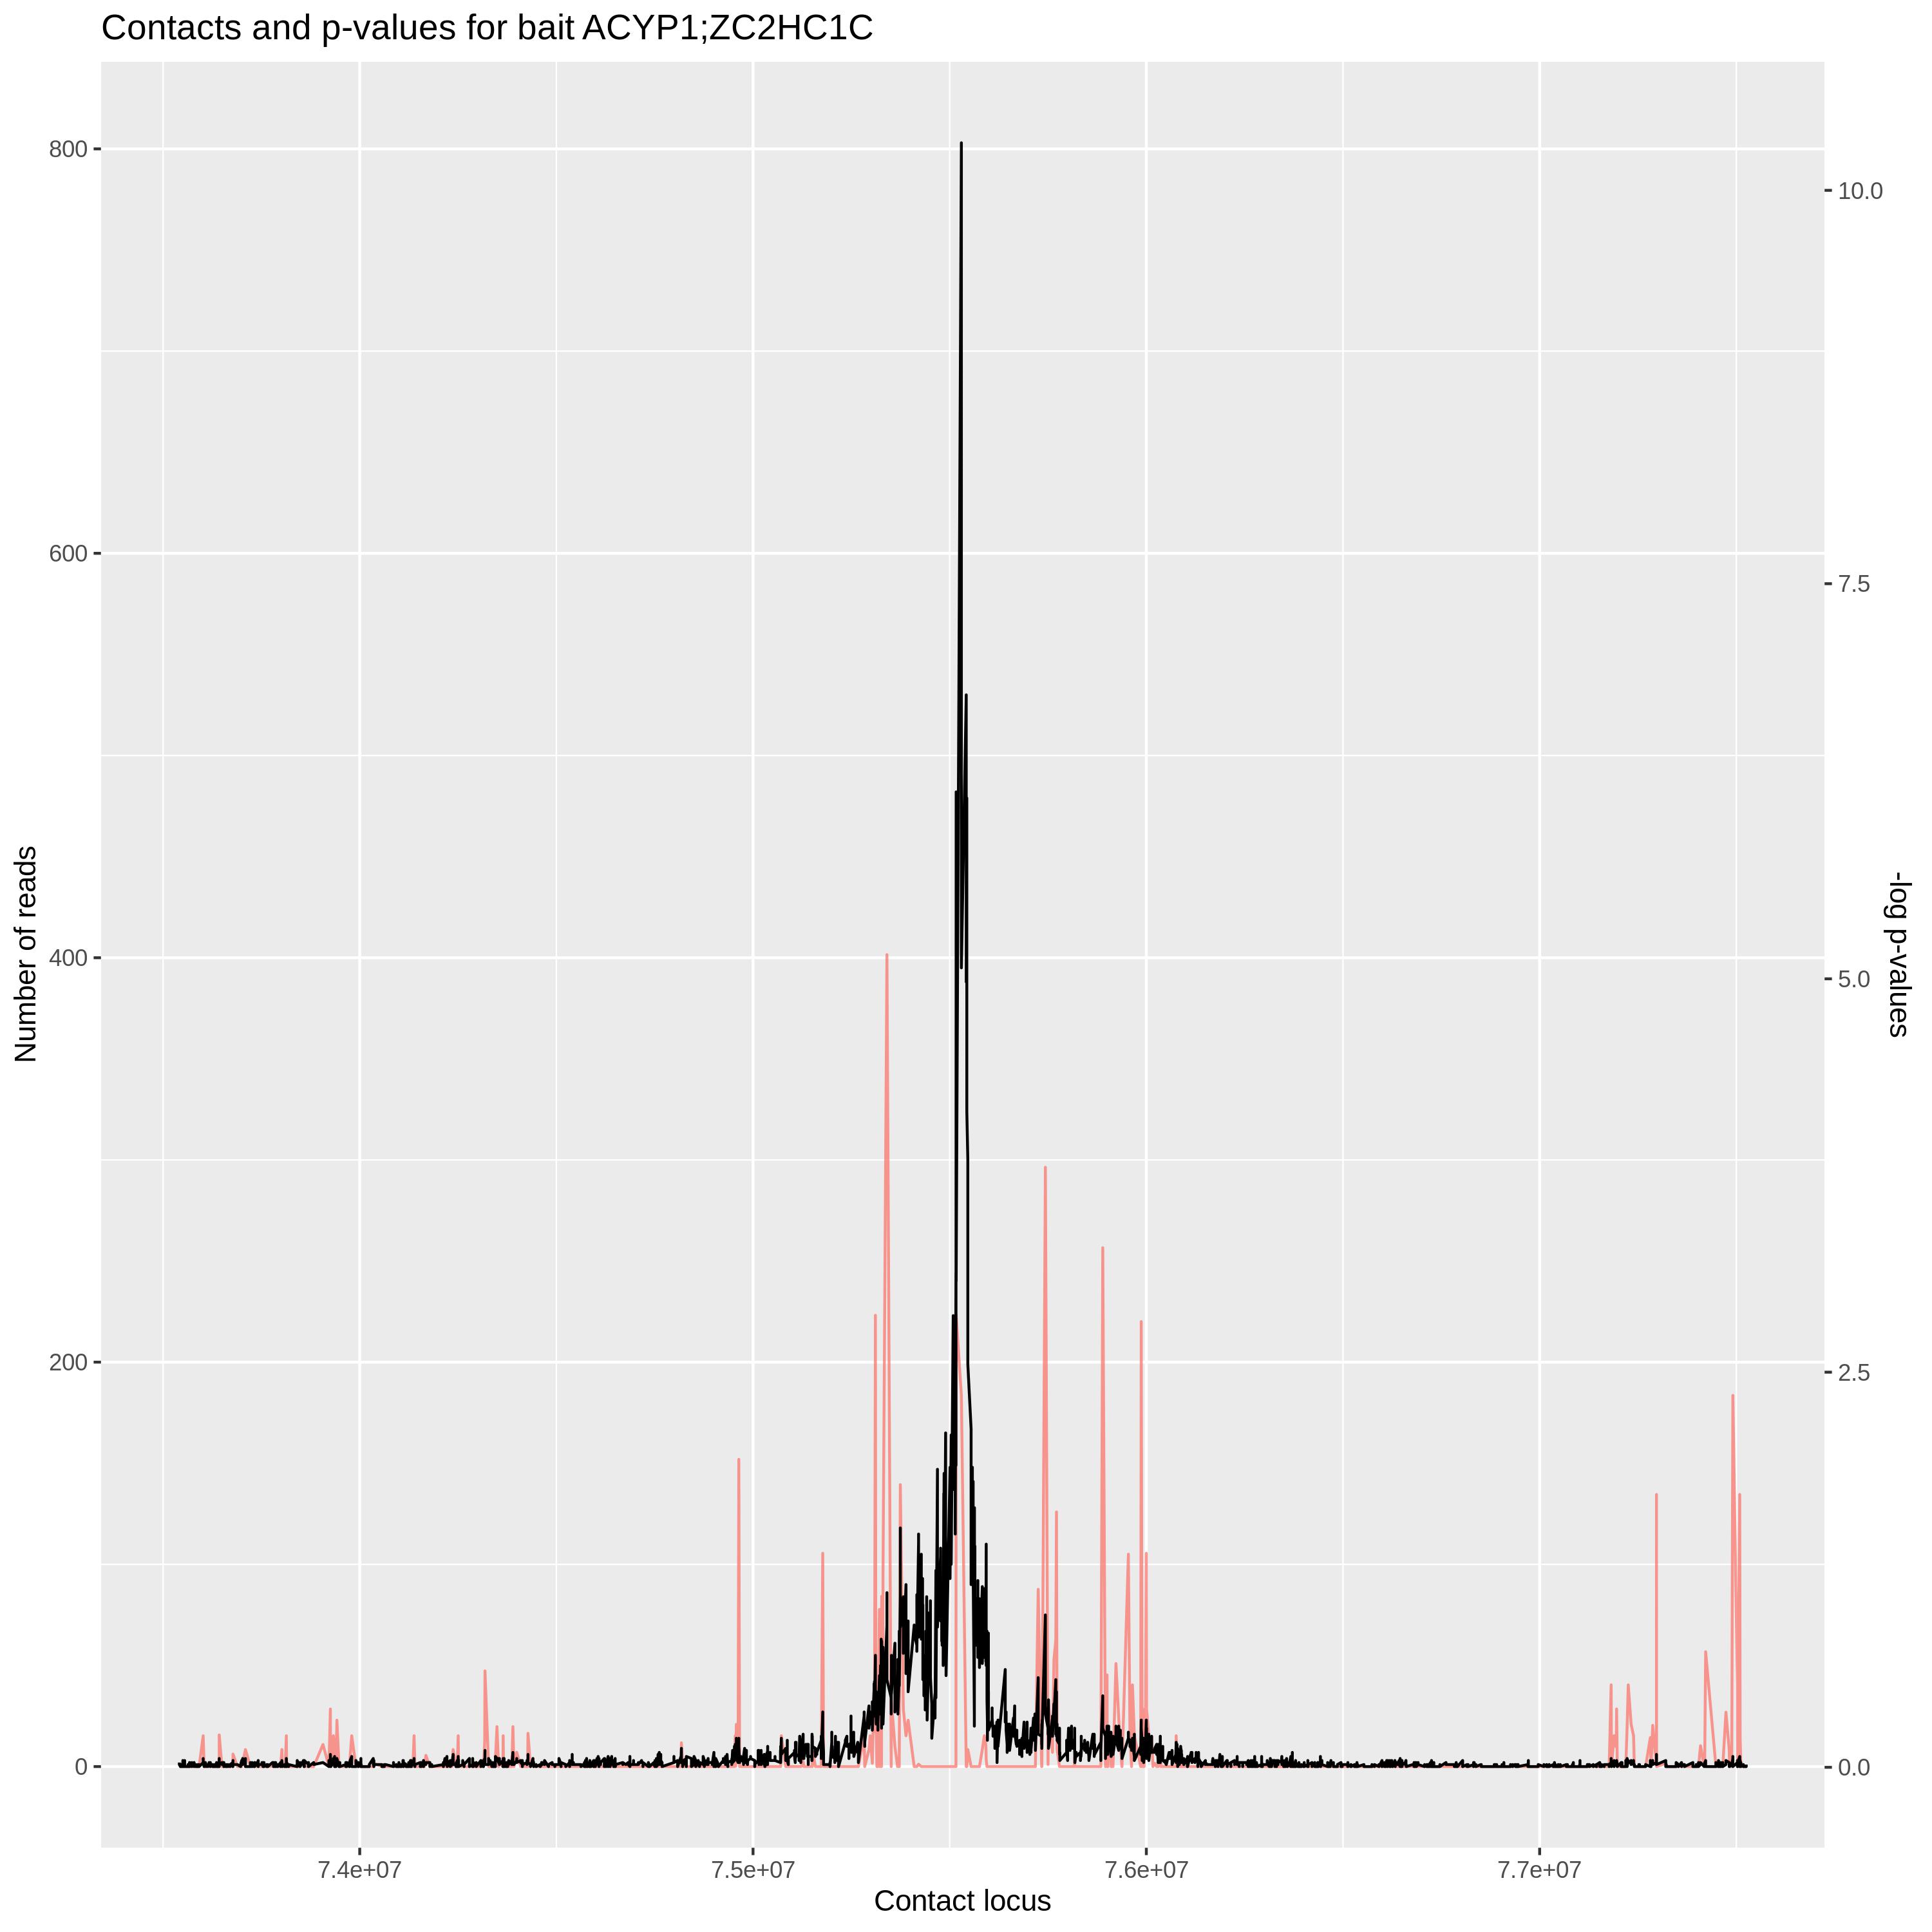 Contacts and p-values for bait ACYP1;ZC2HC1C
800
600
400
200
0
Number of reads
10.0
7.5
5.0
2.5
0.0
-log p-values
7.4e+07
7.5e+07
7.6e+07
7.7e+07
Contact locus